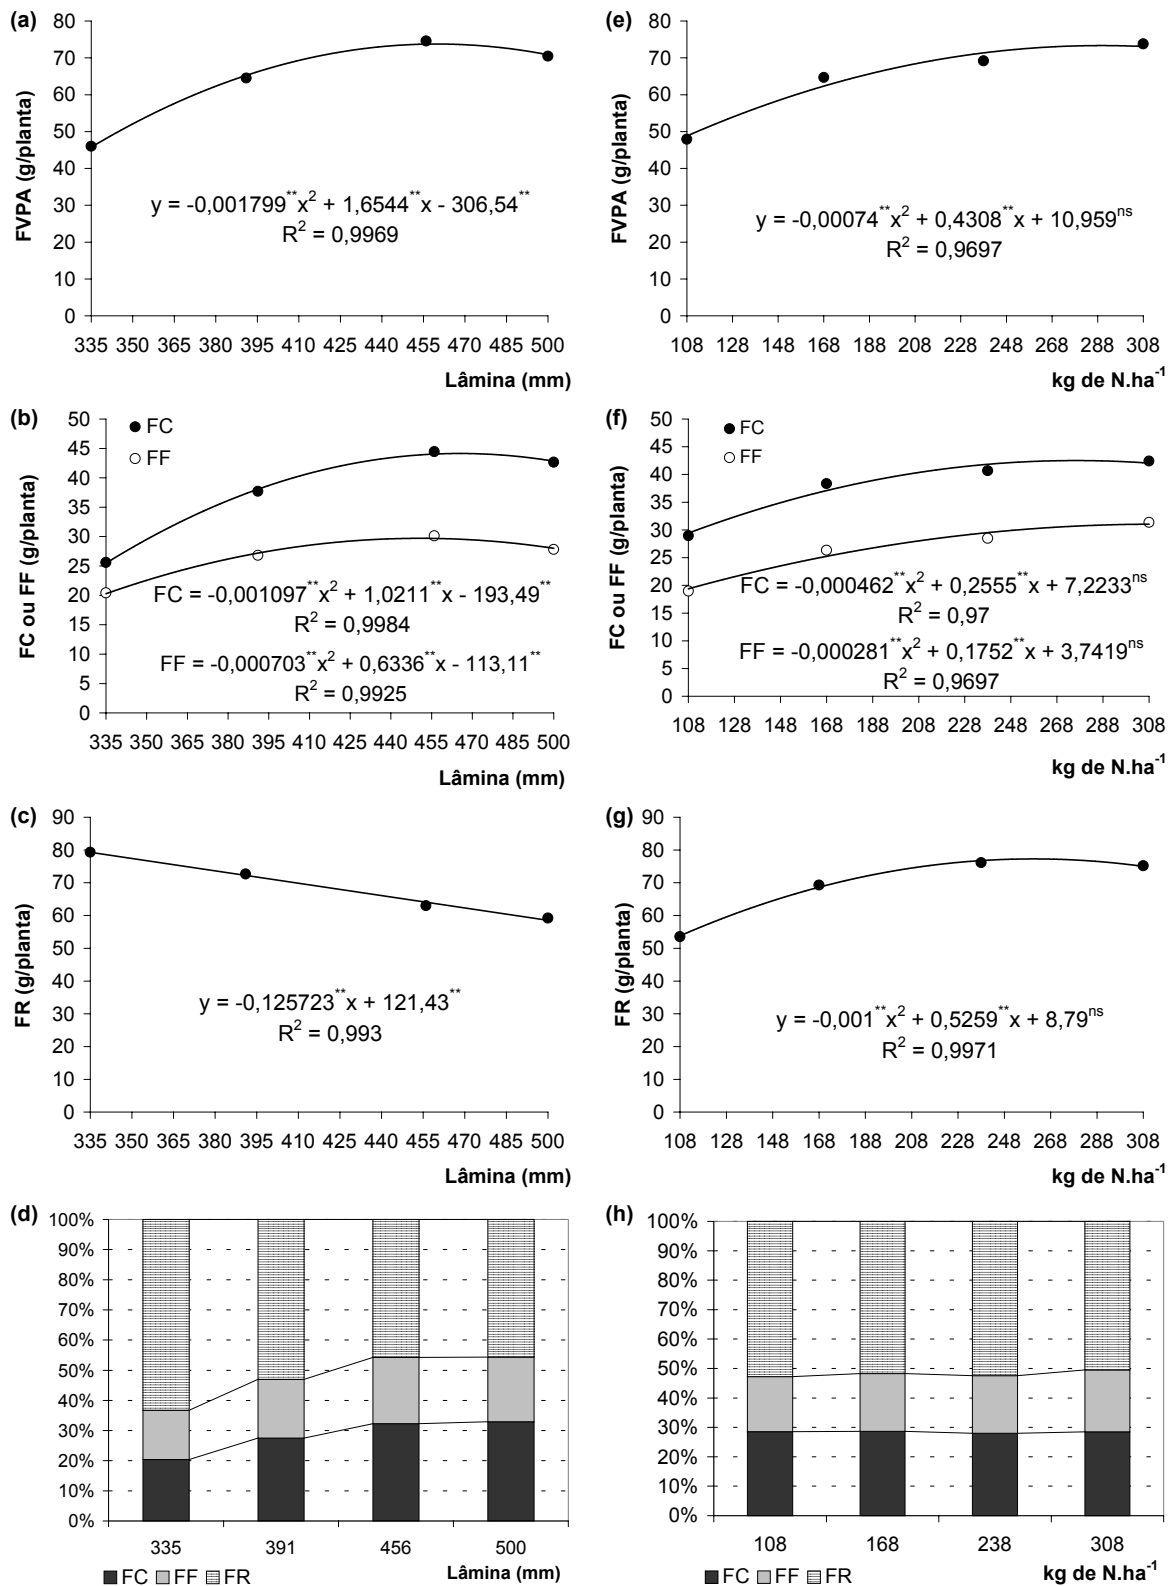 (a)
FVPA (g/planta)
80
70
60
50
40
30
20
10
0
y = -0,001799**x² + 1,6544**x - 306,54**
R² = 0,9969
335 350 365 380 395 410 425 440 455 470 485 500
Lâmina (mm)
(e)
FVPA (g/planta)
80
70
60
50
40
30
20
10
0
y = -0,00074**x² + 0,4308**x + 10,959ns
R² = 0,9697
108 128 148 168 188 208 228 248 268 288 308
kg de N.ha-1
(b)
FC ou FF (g/planta)
50
45
40
35
30
25
20
15
10
5
0
FC
FF
FC = -0,001097**x² + 1,0211**x - 193,49**
R² = 0,9984
FF = -0,000703**x² + 0,6336**x - 113,11**
R² = 0,9925
335 350 365 380 395 410 425 440 455 470 485 500
Lâmina (mm)
(f)
FC ou FF (g/planta)
50
45
40
35
30
25
20
15
10
5
0
FC
FF
FC = -0,000462**x² + 0,2555**x + 7,2233ns
R² = 0,97
FF = -0,000281**x² + 0,1752**x + 3,7419ns
R² = 0,9697
108 128 148 168 188 208 228 248 268 288 308
kg de N.ha-1
(c)
FR (g/planta)
90
80
70
60
50
40
30
20
10
0
y = -0,125723**x + 121,43**
R² = 0,993
335 350 365 380 395 410 425 440 455 470 485 500
Lâmina (mm)
(g)
FR (g/planta)
90
80
70
60
50
40
30
20
10
0
y = -0,001**x² + 0,5259**x + 8,79ns
R² = 0,9971
108 128 148 168 188 208 228 248 268 288 308
kg de N.ha-1
(d)
100%
90%
80%
70%
60%
50%
40%
30%
20%
10%
0%
335 391 456 500
FC FF FR
Lâmina (mm)
(h)
100%
90%
80%
70%
60%
50%
40%
30%
20%
10%
0%
108 168 238 308
FC FF FR
kg de N.ha-1